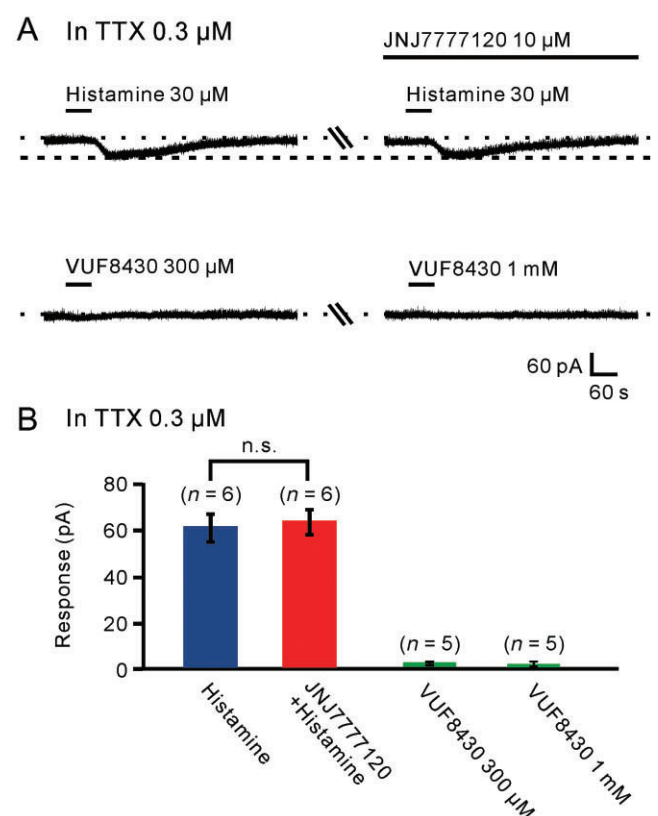 A In TTX 0.3 µM
JNJ7777120 10 µM
Histamine 30 µM Histamine 30 µM
VUF8430 300 µM VUF8430 1 mM
60 pA
60 s
B In TTX 0.3 µM
n.s.
(n = 6) (n = 6)
(n = 5) (n = 5)
Response (pA)
80
60
40
20
0
Histamine
JNJ7777120
+Histamine
VUF8430 300 µM
VUF8430 1 mM